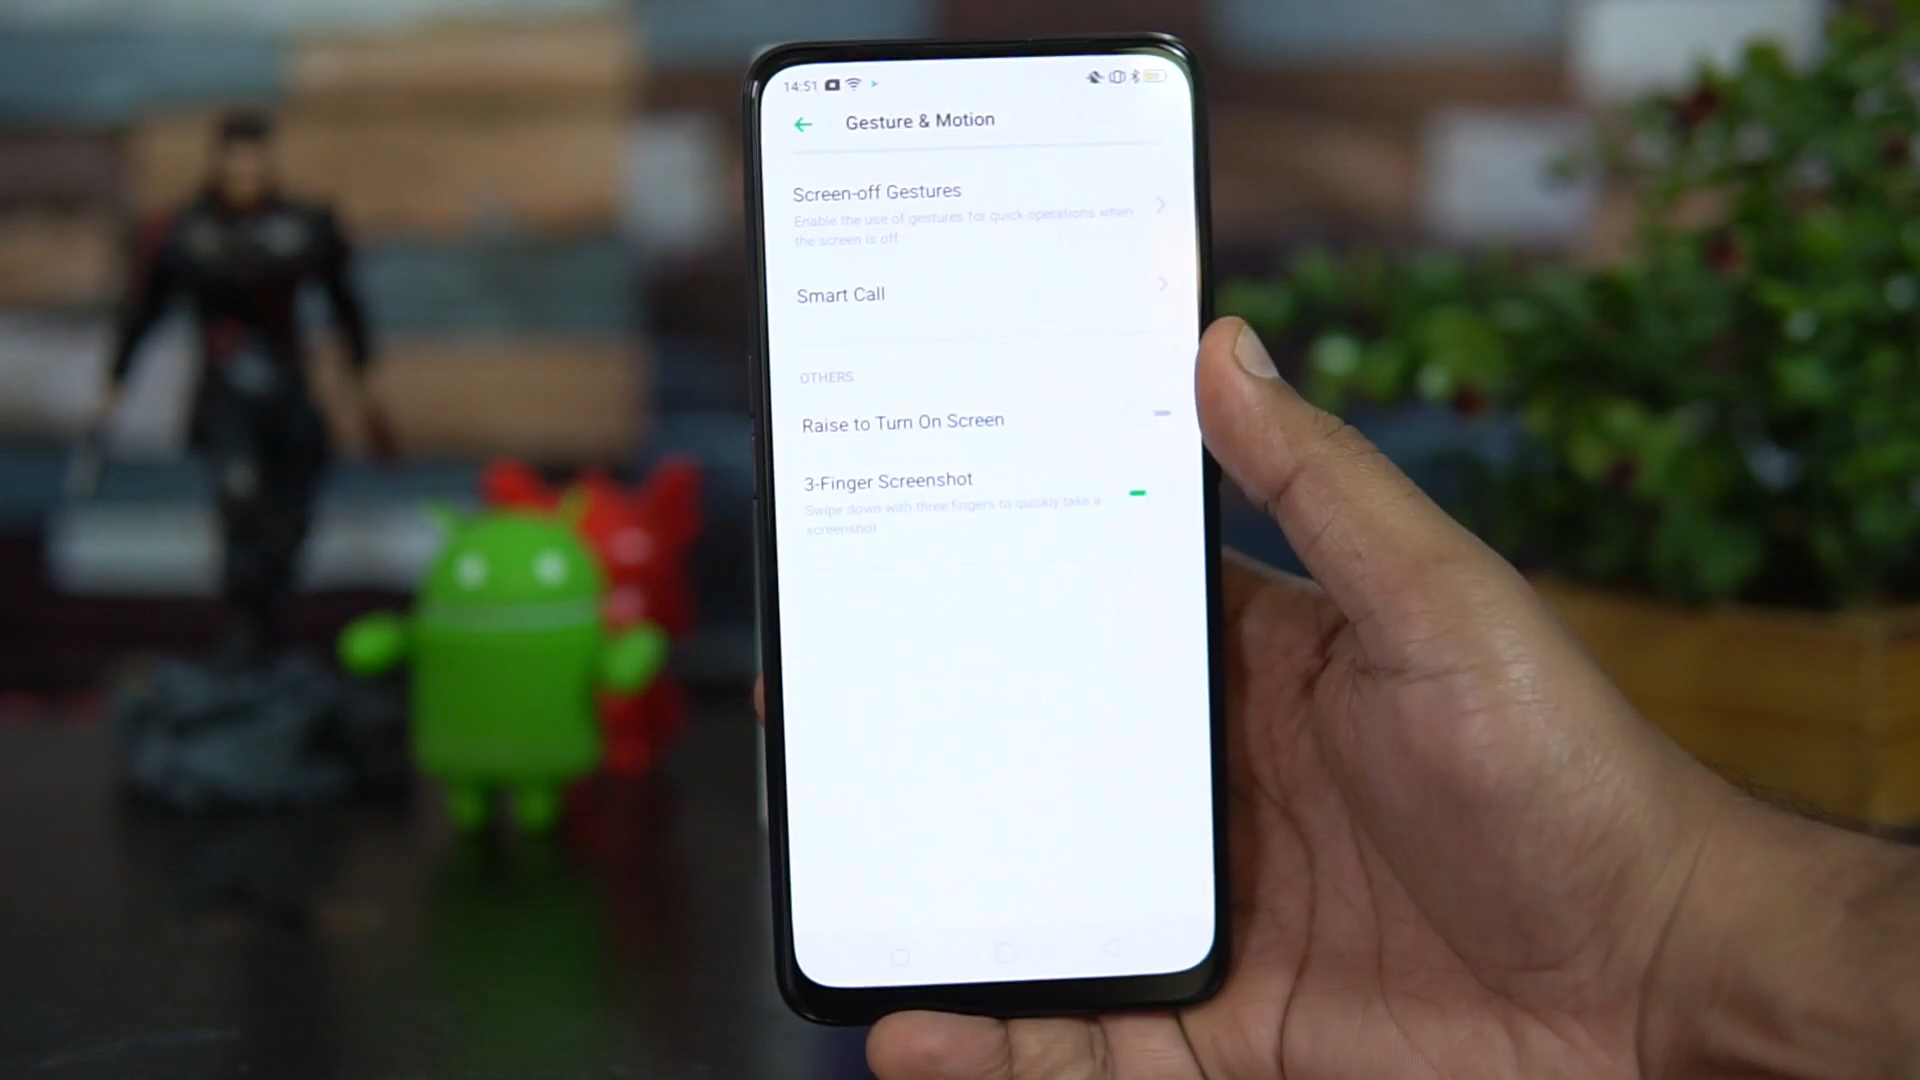 14:51
Gesture & Motion
Screen-off Gestures
Enable the use of gestures for quick operations when
the screen is off
Smart Call
OTHERS
Raise to Turn On Screen
3-Finger Screenshot
Swipe down with three fingers to quickly take a
screenshot